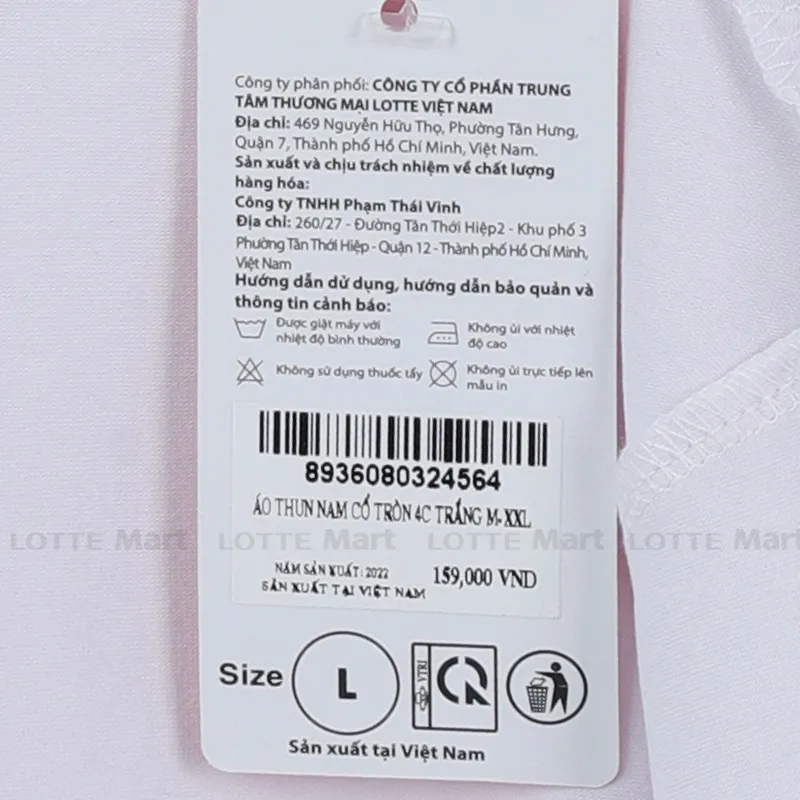 Công ty phân phối: CÔNG TY CỔ PHẦN TRUNG
TÂM THƯƠNG MẠI LOTTE VIỆT NAM
Địa chỉ: 469 Nguyễn Hữu Thọ, Phường Tân Hưng,
Quận 7, Thành phố Hồ Chí Minh, Việt Nam.
Sản xuất và chịu trách nhiệm về chất lượng
hàng hóa:
Công ty TNHH Phạm Thái Vinh
Địa chỉ: 260/27 - Đường Tân Thới Hiệp2 - Khu phố 3
Phường Tân Thới Hiệp - Quận 12 - Thành phố Hồ Chí Minh,
Việt Nam
Hướng dẫn dử dụng, hướng dẫn bảo quản và
thông tin cảnh báo:
Được giặt máy với
nhiệt độ bình thường
Không ủi với nhiệt
độ cao
Không sử dụng thuốc tẩy
Không ủi trực tiếp lên
mẫu in
8936080324564
ÁO THUN NAM CỔ TRÒN 4C TRẮNG M-XXL
LOTTE Mart LOTTE Mart LOTTE Mart LOTTE Mart
NĂM SẢN XUẤT: 2022
159,000 VND
SẢN XUẤT TẠI VIỆT NAM
Size L
VTRI
Sản xuất tại Việt Nam